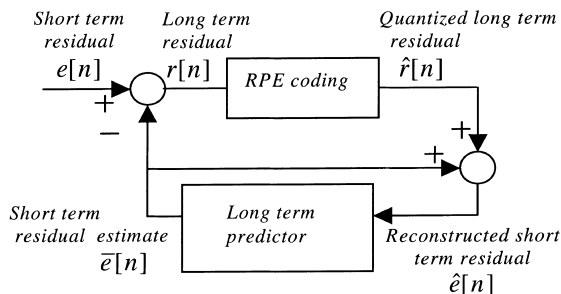 Short term
residual
e[n]
Long term
residual
r[n]
Quantized long term
residual
r̂[n]
RPE coding
+
−
+
+
Short term
residual estimate
e̅[n]
Long term
predictor
Reconstructed short
term residual
ê[n]